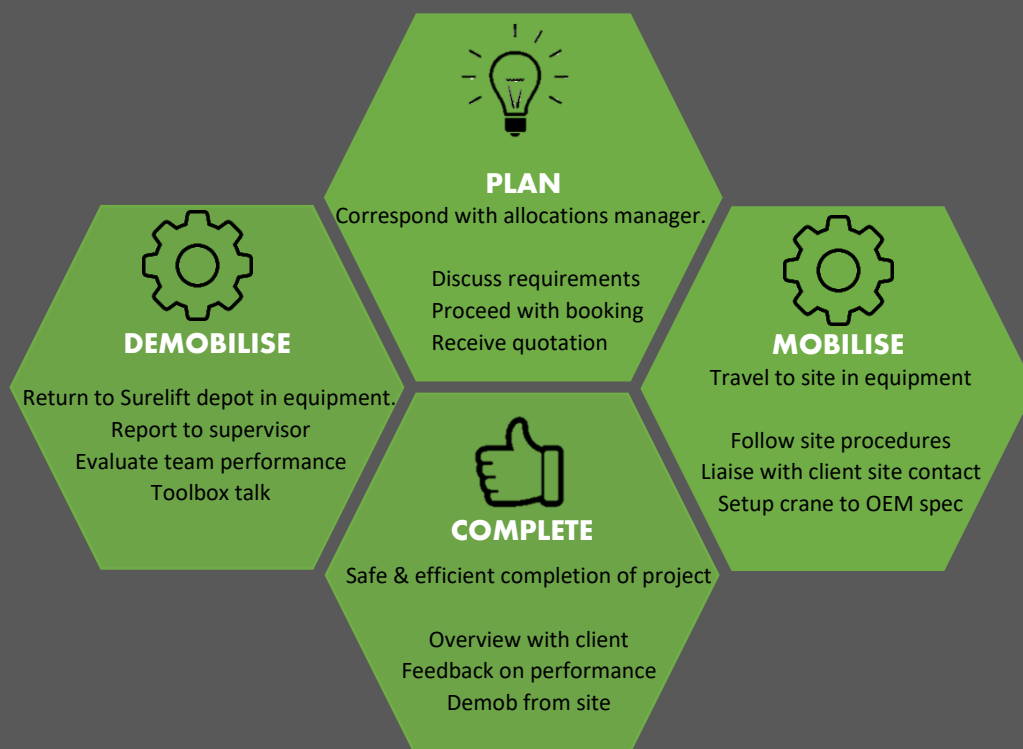 PLAN
Correspond with allocations manager.
Discuss requirements
Proceed with booking
Receive quotation
MOBILISE
Travel to site in equipment
Follow site procedures
Liaise with client site contact
Setup crane to OEM spec
COMPLETE
Safe & efficient completion of project
Overview with client
Feedback on performance
Demob from site
DEMOBILISE
Return to Surelift depot in equipment.
Report to supervisor
Evaluate team performance
Toolbox talk